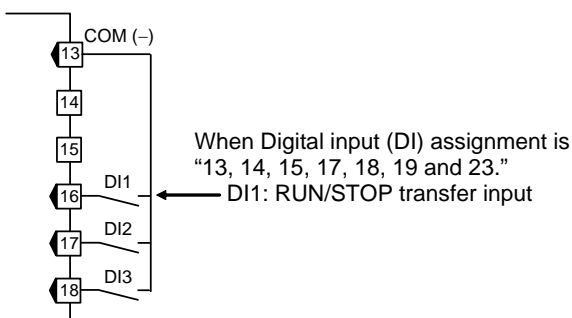 COM (−)
13
14
15
When Digital input (DI) assignment is
“13, 14, 15, 17, 18, 19 and 23.”
DI1
DI1: RUN/STOP transfer input
16
DI2
17
DI3
18